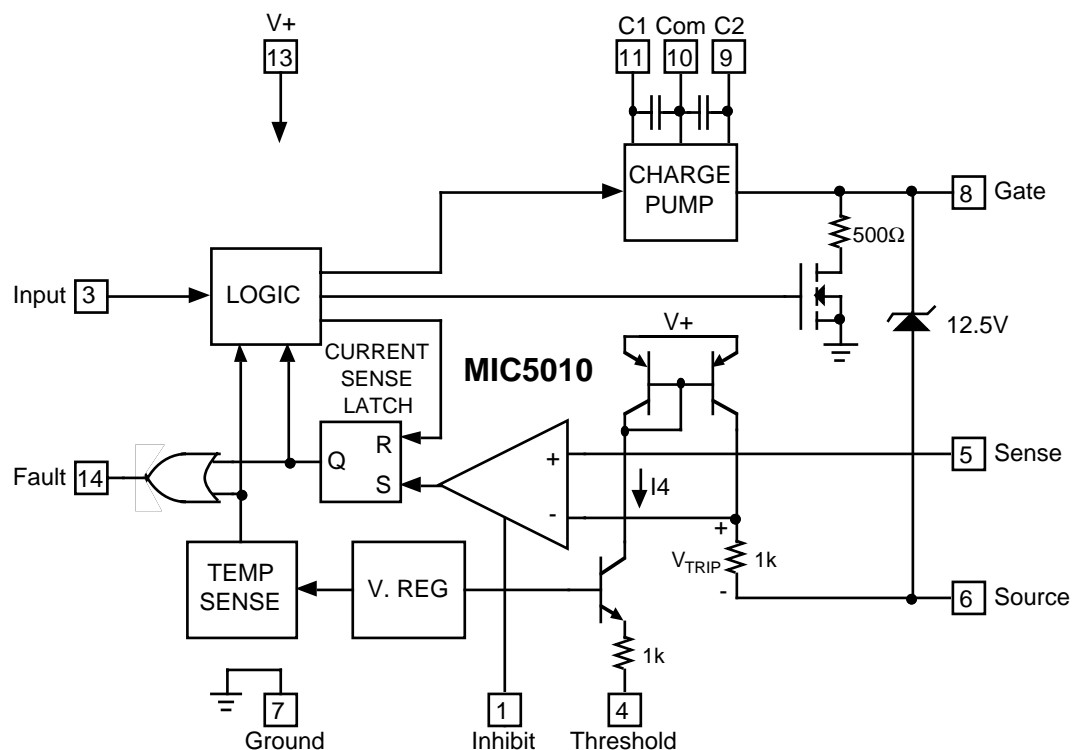 V+
13
C1 Com C2
11 10 9
CHARGE
PUMP
8 Gate
500Ω
Input 3
LOGIC
V+
12.5V
CURRENT
SENSE
LATCH
MIC5010
R
Q
S
+
-
5 Sense
Fault 14
I4
+
VTRIP
1k
-
TEMP
SENSE
V. REG
6 Source
1k
7
Ground
1
Inhibit
4
Threshold